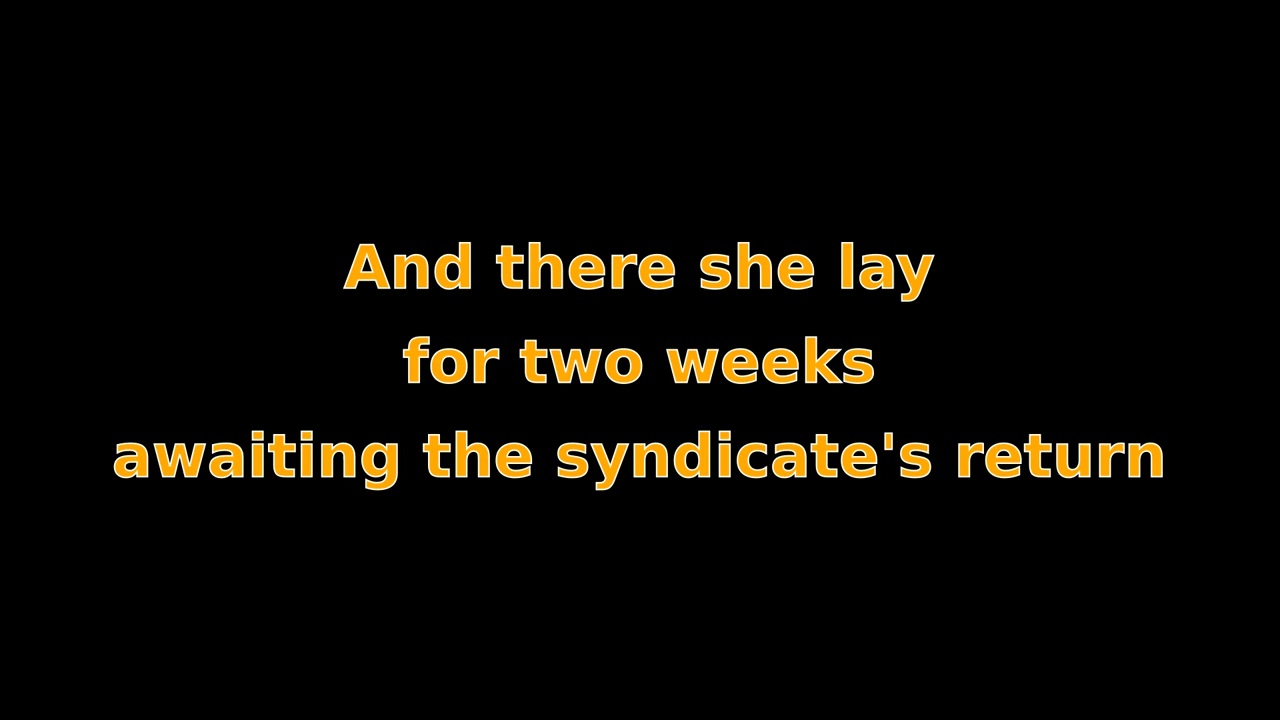 And there she lay
for two weeks
awaiting the syndicate's return